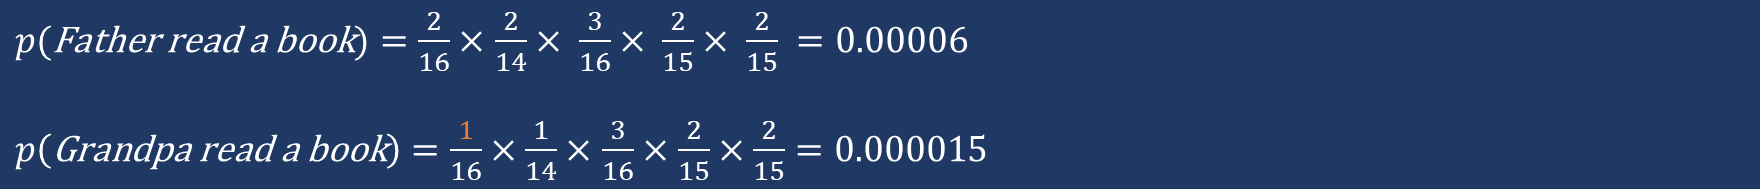 p(Father read a book) = 2/16 × 2/14 × 3/16 × 2/15 × 2/15 = 0.00006
p(Grandpa read a book) = 1/16 × 1/14 × 3/16 × 2/15 × 2/15 = 0.000015